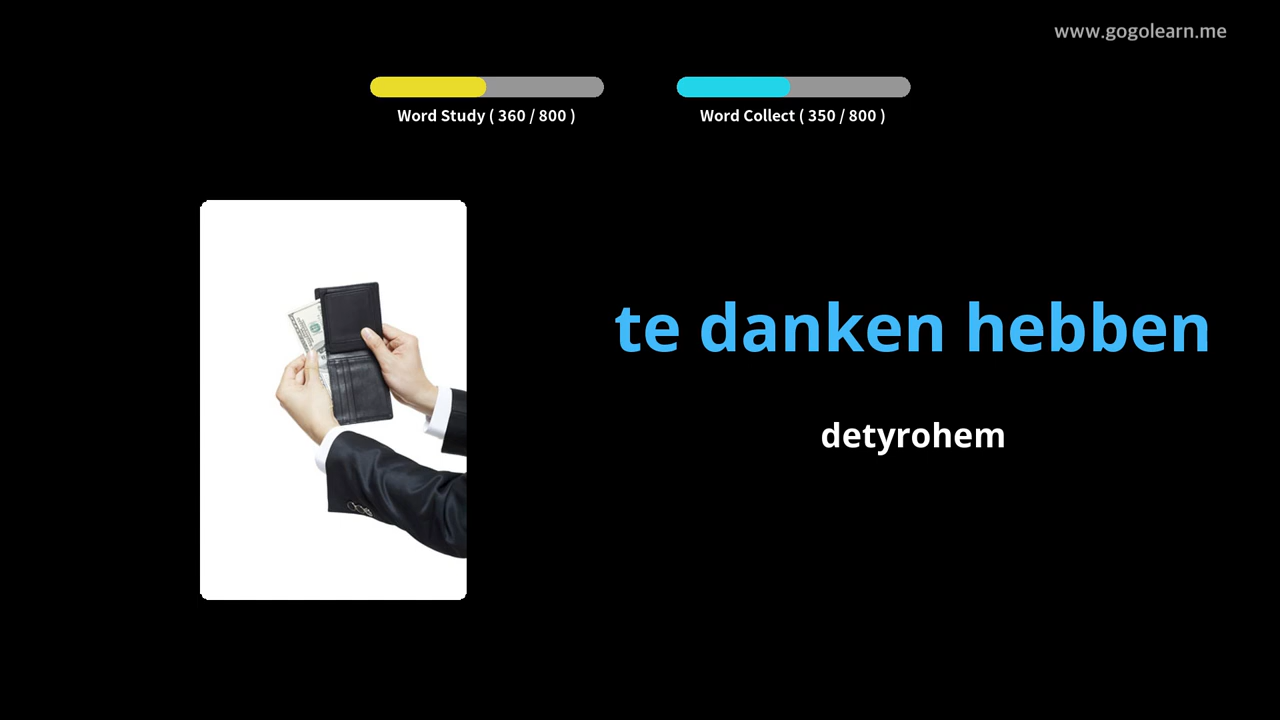 www.gogolearn.me
Word Study ( 360 / 800 )
Word Collect ( 350 / 800 )
te danken hebben
detyrohem